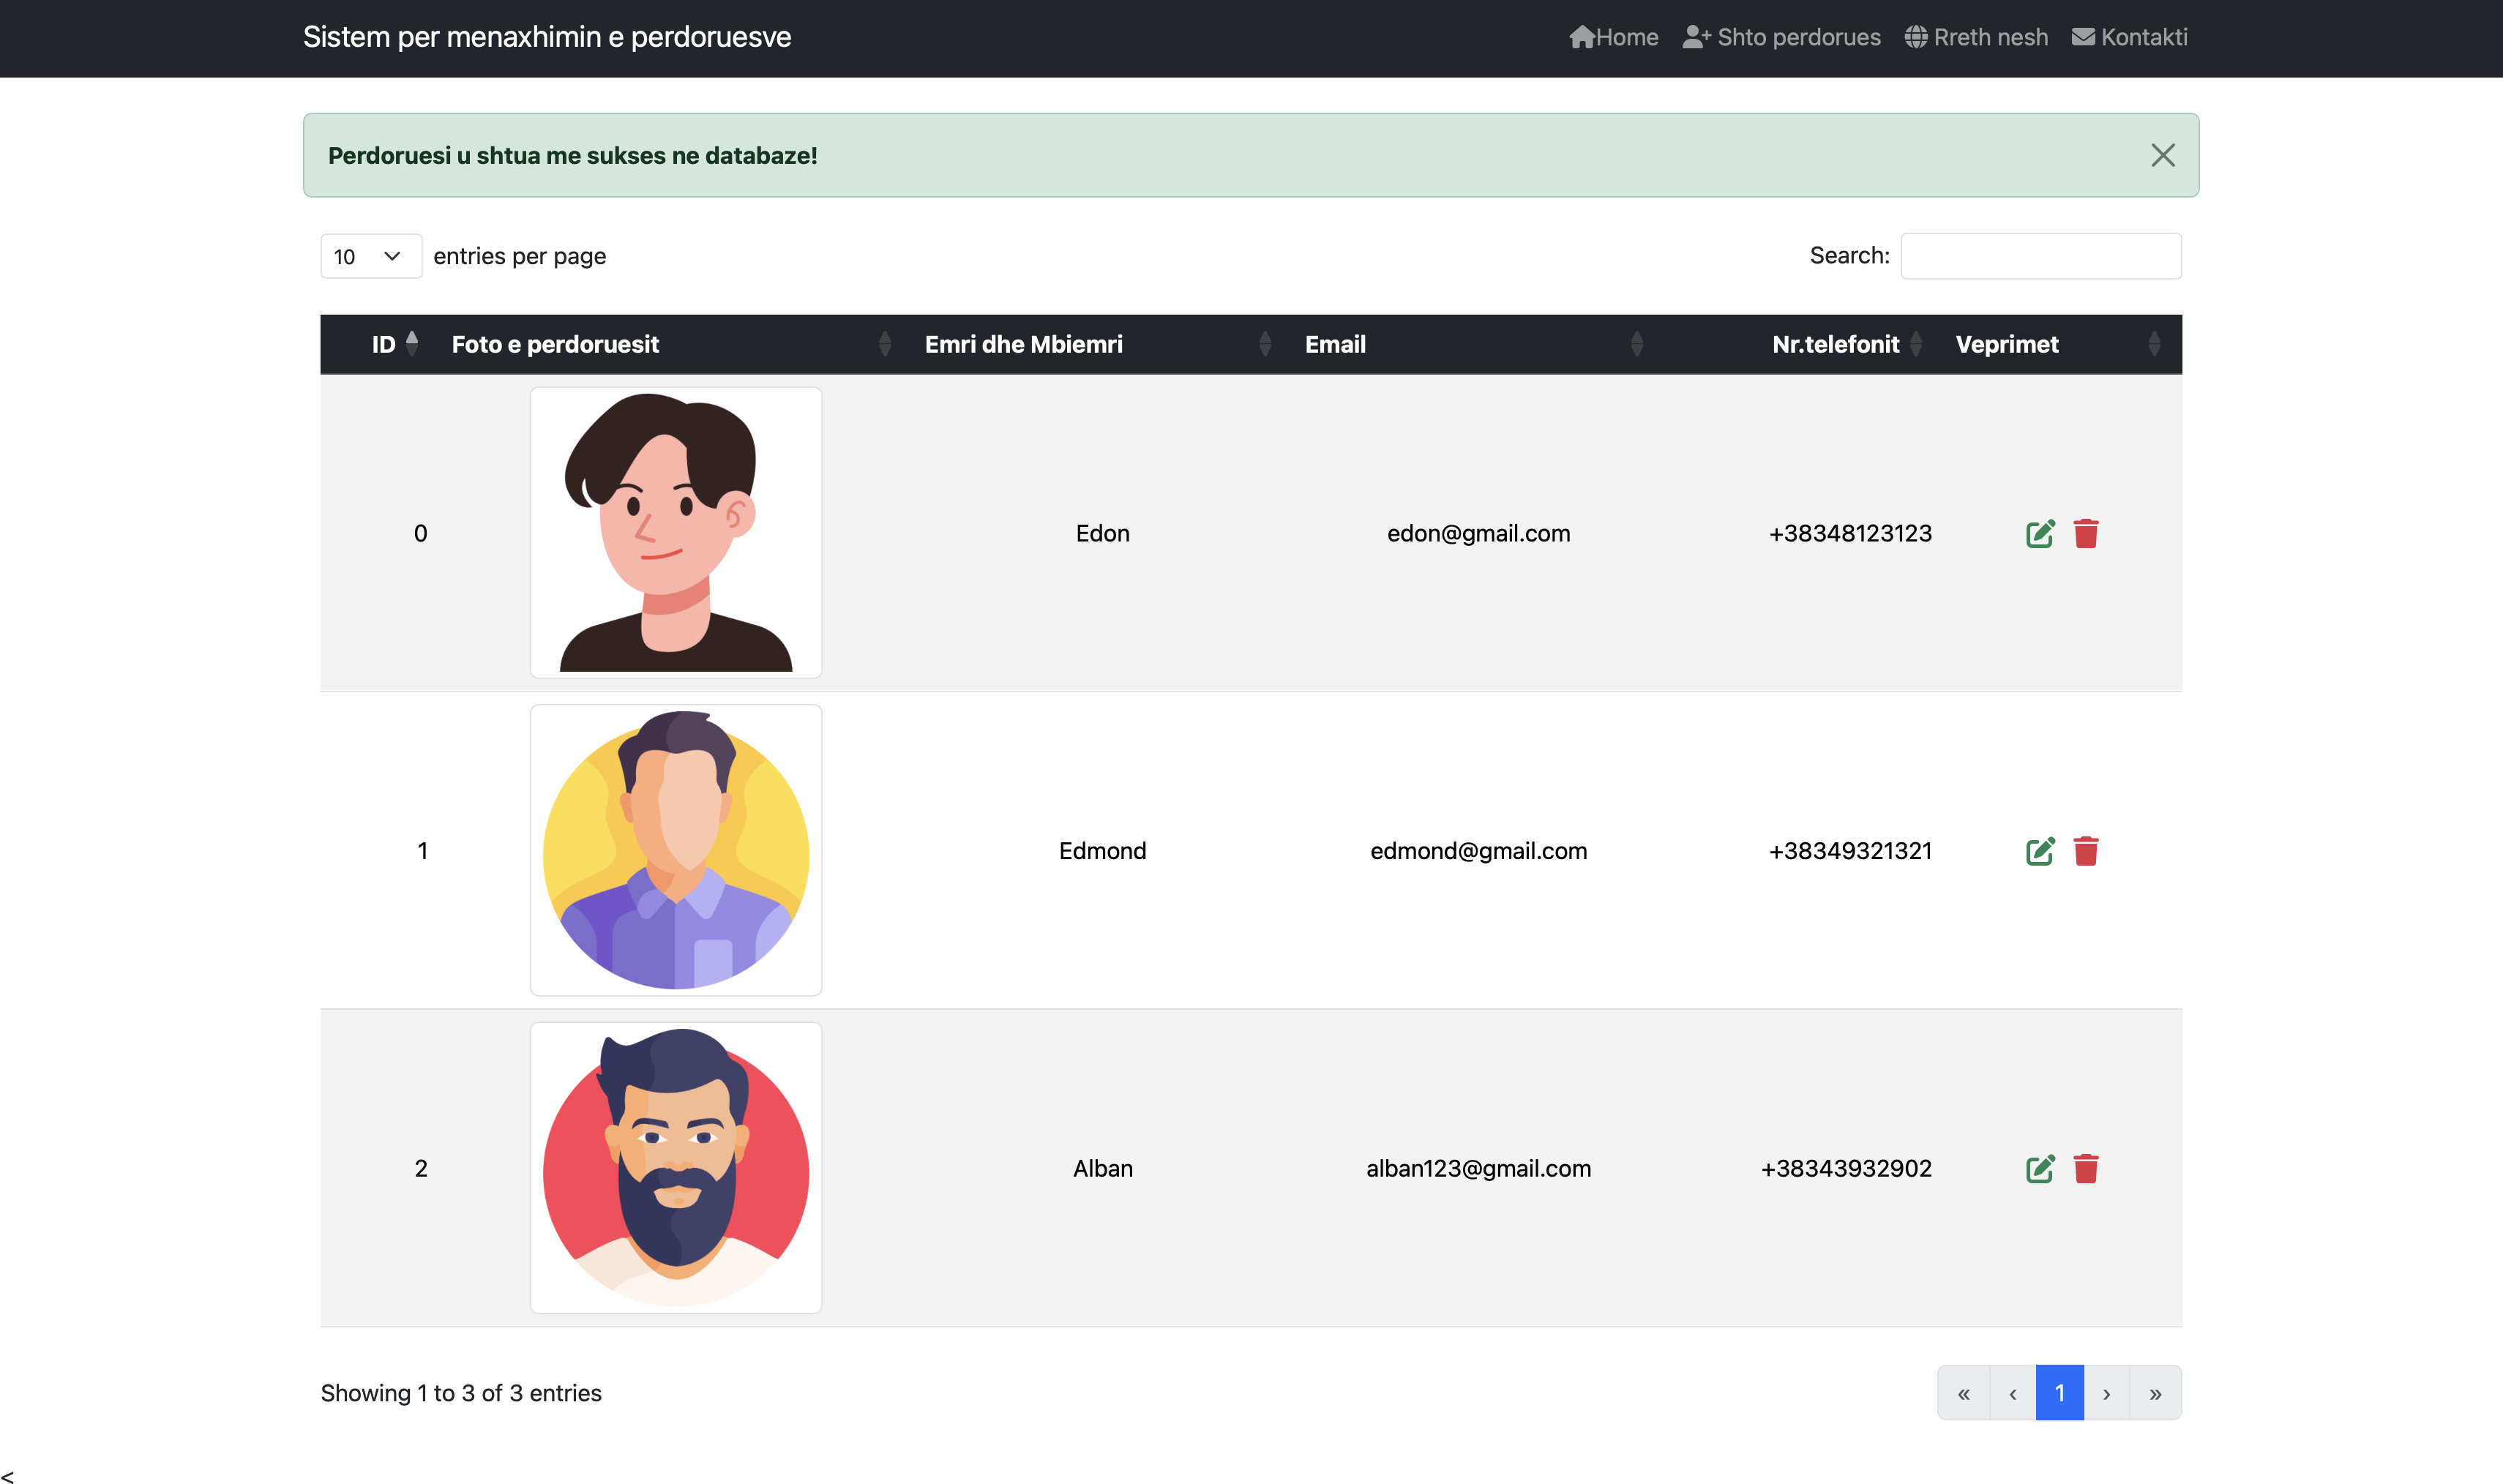 Sistem per menaxhimin e perdoruesve Home Shto perdorues Rreth nesh Kontakti
Perdoruesi u shtua me sukses ne databaze!
10 entries per page Search:
ID Foto e perdoruesit Emri dhe Mbiemri Email Nr.telefonit Veprimet
0 Edon edon@gmail.com +38348123123
1 Edmond edmond@gmail.com +38349321321
2 Alban alban123@gmail.com +38343932902
Showing 1 to 3 of 3 entries « ‹ 1 › »
<